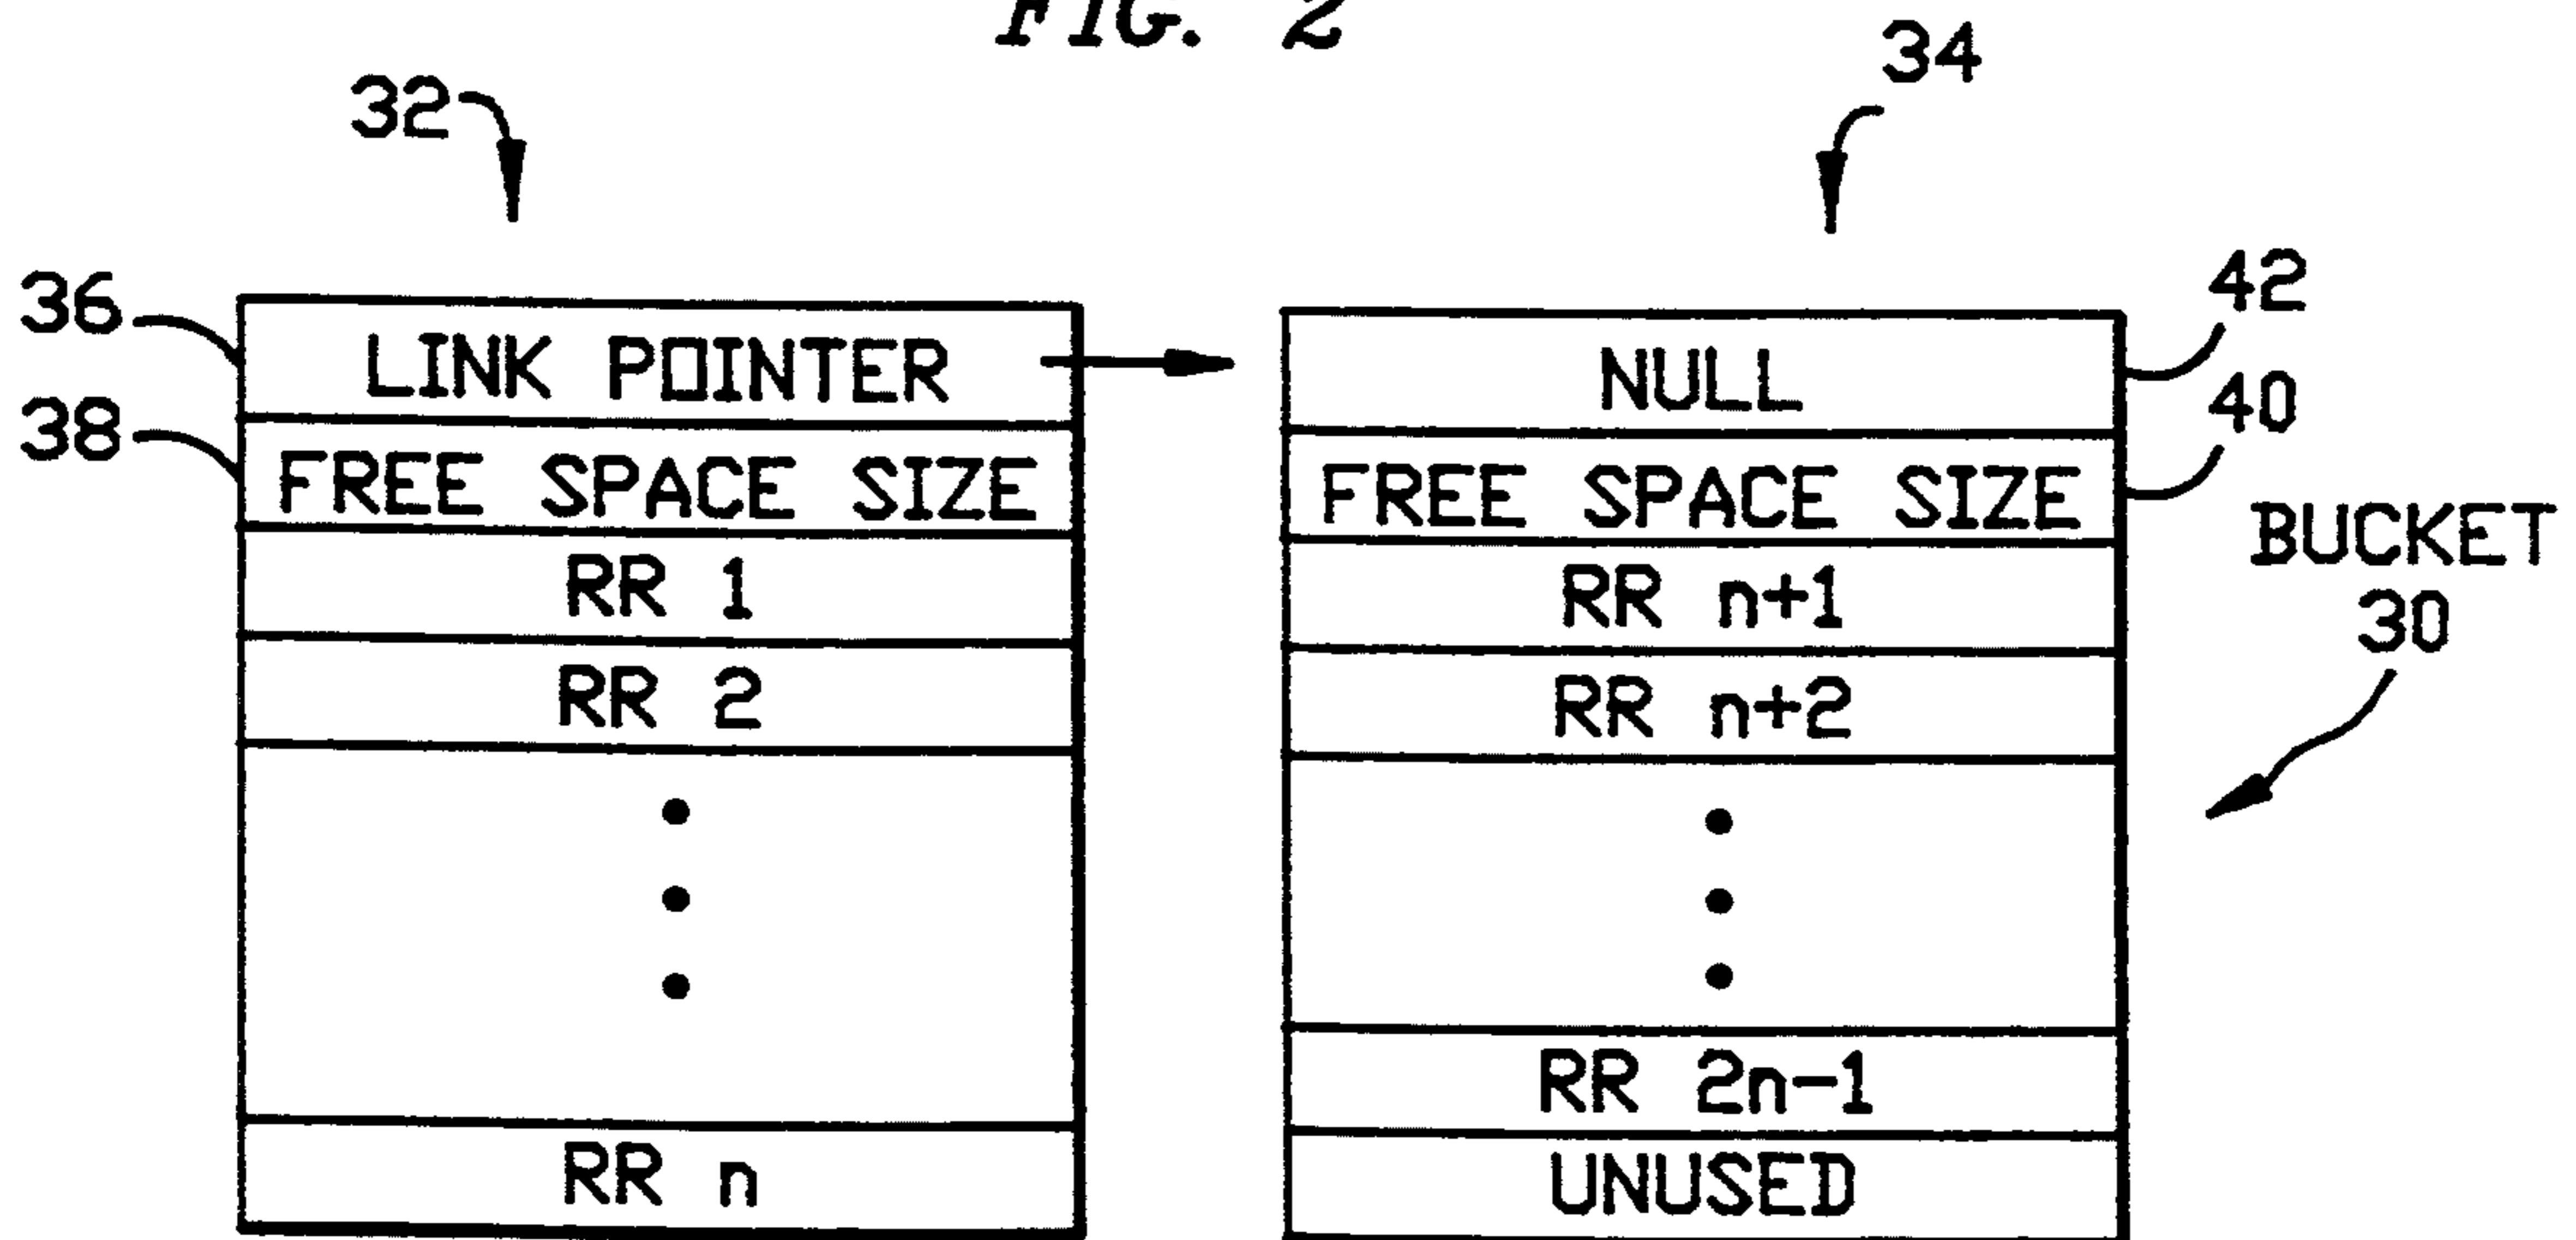 FIG. 2
32
34
36
LINK POINTER
38
FREE SPACE SIZE
RR 1
RR 2
RR n
NULL
42
FREE SPACE SIZE
40
RR n+1
RR n+2
RR 2n-1
UNUSED
BUCKET
30